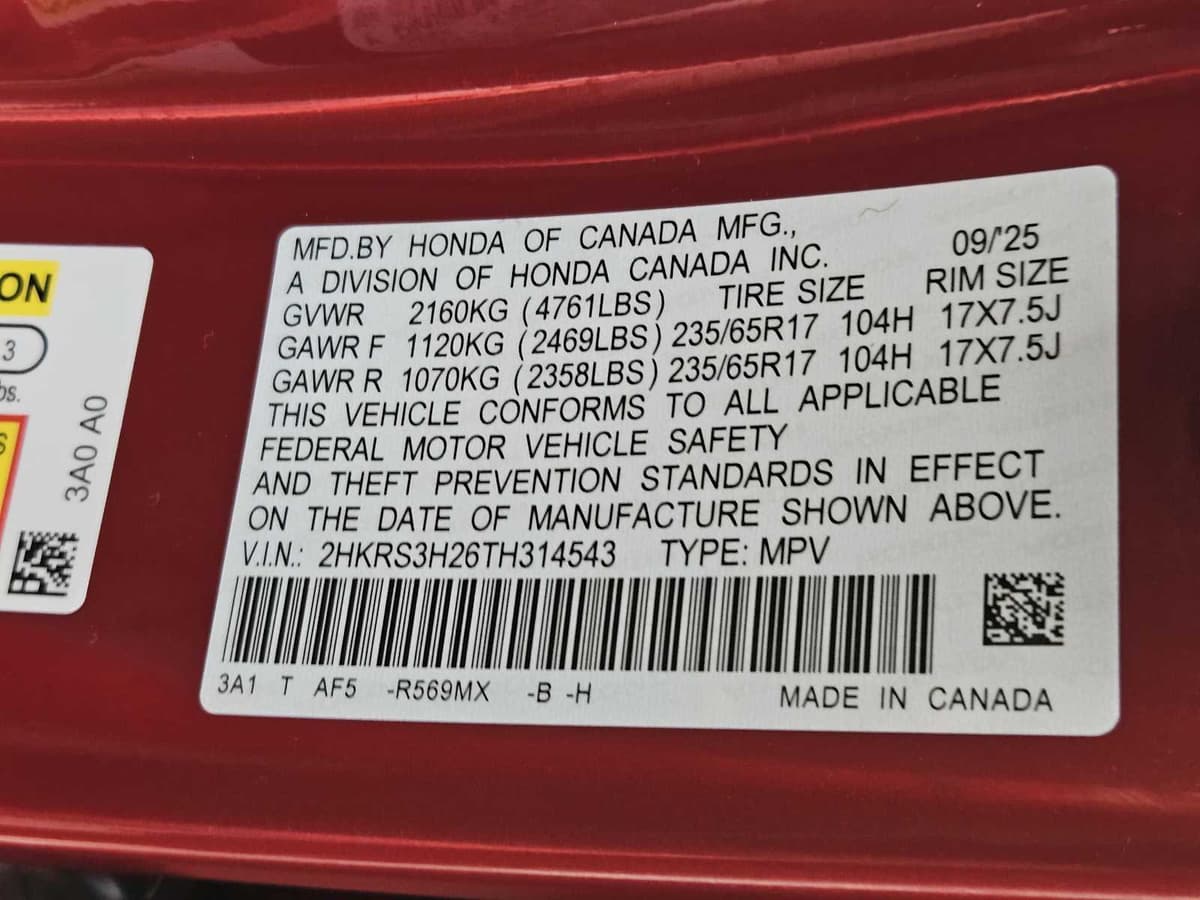 MFD.BY HONDA OF CANADA MFG.,
A DIVISION OF HONDA CANADA INC. 09/'25
GVWR 2160KG (4761LBS) TIRE SIZE RIM SIZE
GAWR F 1120KG (2469LBS) 235/65R17 104H 17X7.5J
GAWR R 1070KG (2358LBS) 235/65R17 104H 17X7.5J
THIS VEHICLE CONFORMS TO ALL APPLICABLE
FEDERAL MOTOR VEHICLE SAFETY
AND THEFT PREVENTION STANDARDS IN EFFECT
ON THE DATE OF MANUFACTURE SHOWN ABOVE.
V.I.N.: 2HKRS3H26TH314543 TYPE: MPV
3A1 T AF5 -R569MX -B -H MADE IN CANADA
ON
3
bs.
S
3A0 A0